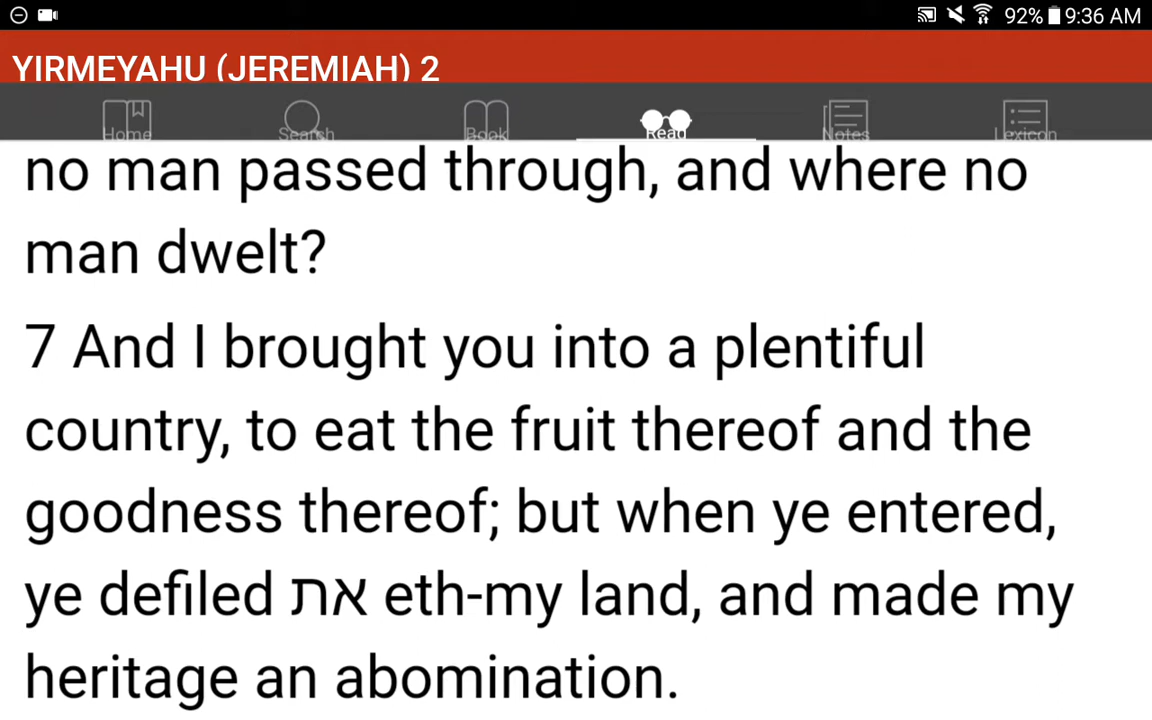 92% 9:36 AM
YIRMEYAHU (JEREMIAH) 2
Home Search Book Read Notes Lexicon
no man passed through, and where no
man dwelt?
7 And I brought you into a plentiful
country, to eat the fruit thereof and the
goodness thereof; but when ye entered,
ye defiled את eth-my land, and made my
heritage an abomination.